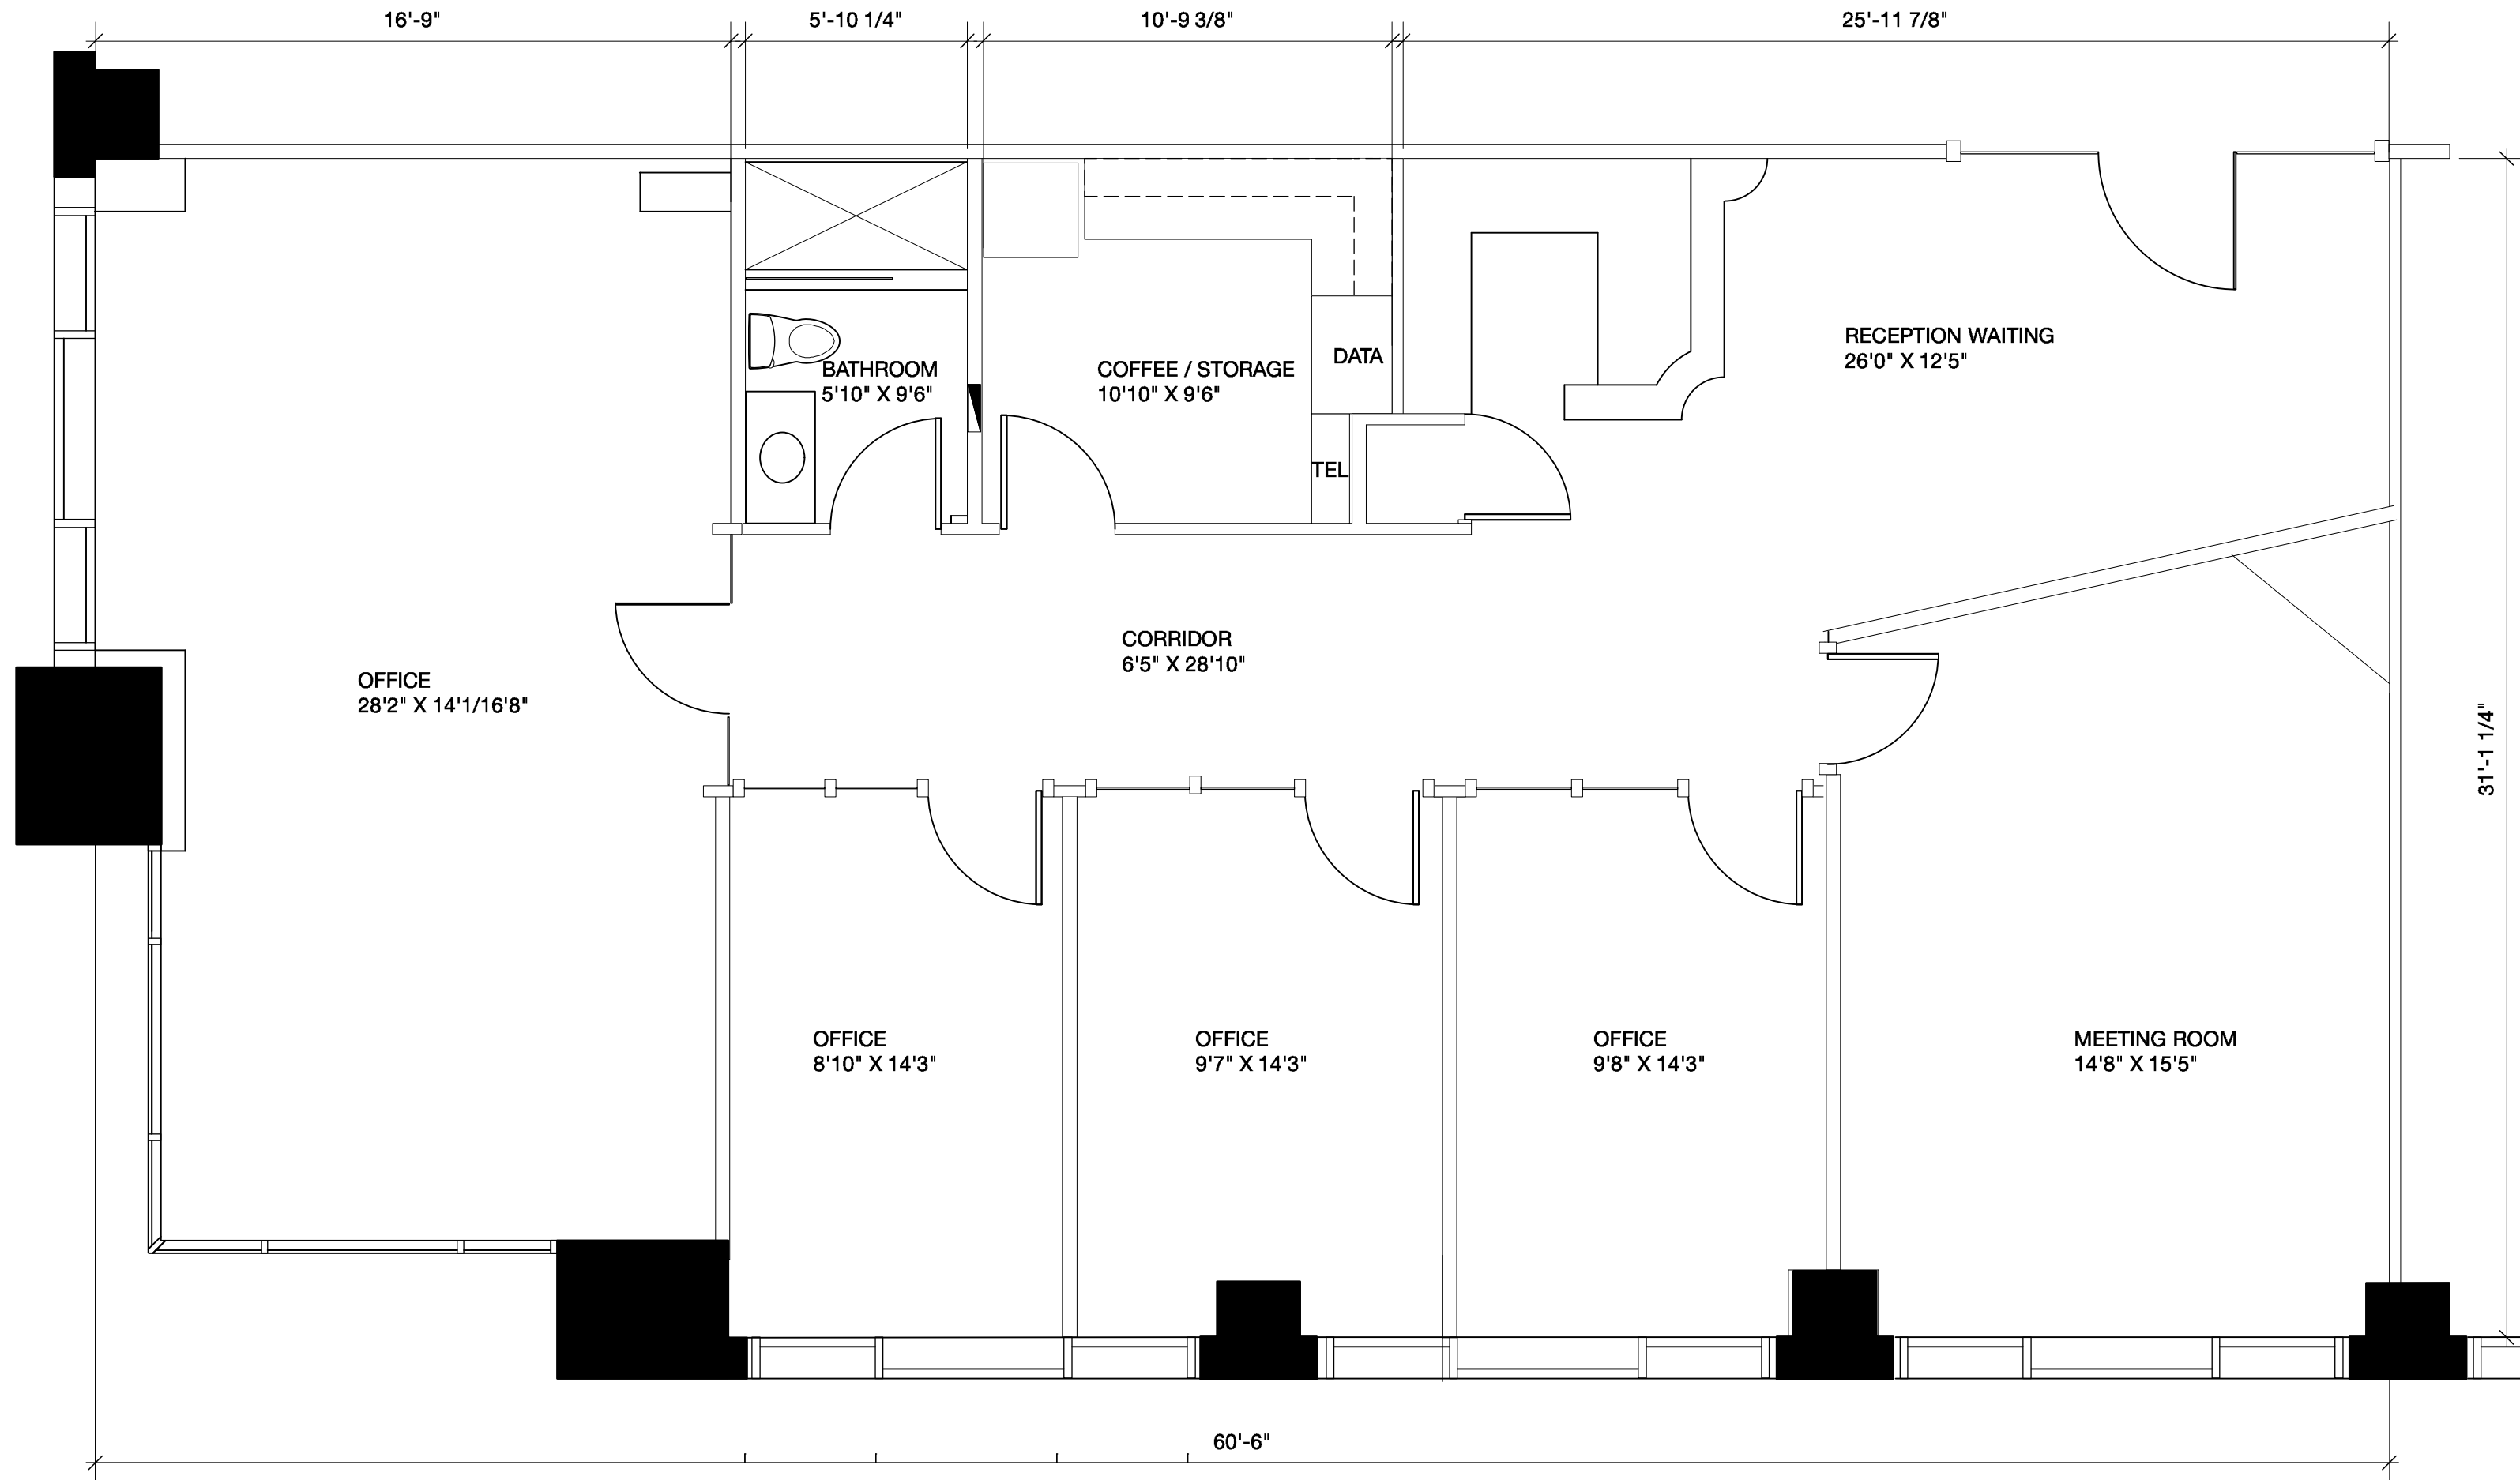 16'-9"
5'-10 1/4"
10'-9 3/8"
25'-11 7/8"
RECEPTION WAITING
26'0" X 12'5"
DATA
BATHROOM
5'10" X 9'6"
COFFEE / STORAGE
10'10" X 9'6"
TEL
CORRIDOR
6'5" X 28'10"
OFFICE
28'2" X 14'1/16'8"
31'-1 1/4"
OFFICE
8'10" X 14'3"
OFFICE
9'7" X 14'3"
OFFICE
9'8" X 14'3"
MEETING ROOM
14'8" X 15'5"
60'-6"